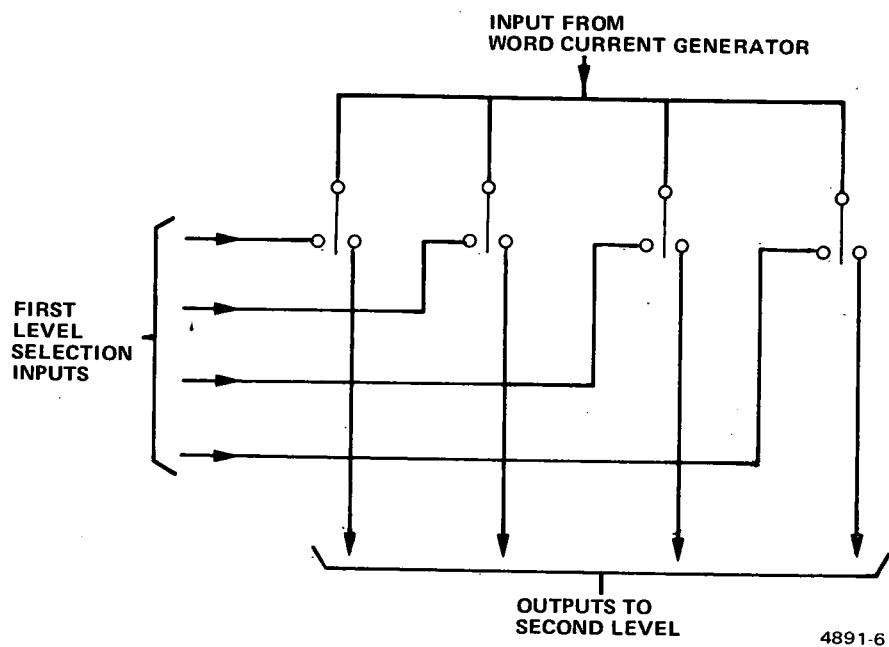 INPUT FROM
WORD CURRENT GENERATOR
FIRST
LEVEL
SELECTION
INPUTS
OUTPUTS TO
SECOND LEVEL
4891-6